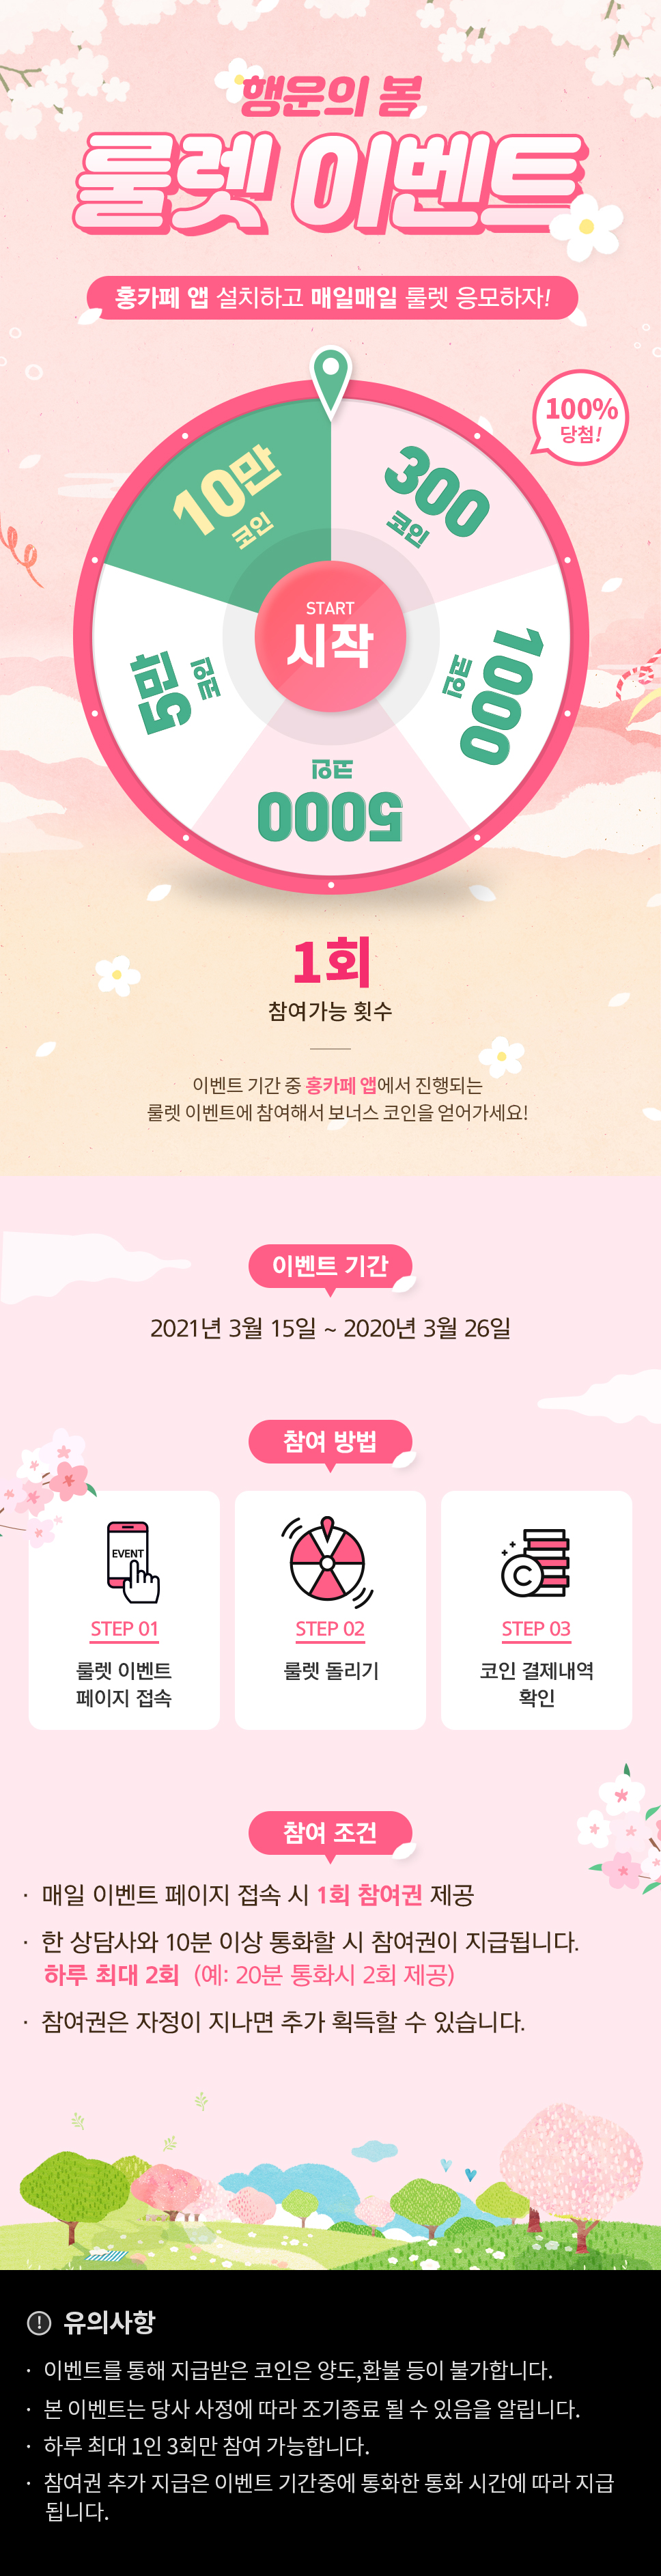 행운의 봄
룰렛 이벤트
홍카페 앱 설치하고 매일매일 룰렛 응모하자!
100%
당첨!
10만
코인
300
코인
1000
코인
5000
코인
5만
코인
START
시작
1회
참여가능 횟수
이벤트 기간 중 홍카페 앱에서 진행되는
룰렛 이벤트에 참여해서 보너스 코인을 얻어가세요!
이벤트 기간
2021년 3월 15일 ~ 2020년 3월 26일
참여 방법
EVENT
STEP 01
룰렛 이벤트
페이지 접속
STEP 02
룰렛 돌리기
C
STEP 03
코인 결제내역
확인
참여 조건
· 매일 이벤트 페이지 접속 시 1회 참여권 제공
· 한 상담사와 10분 이상 통화할 시 참여권이 지급됩니다.
하루 최대 2회 (예: 20분 통화시 2회 제공)
· 참여권은 자정이 지나면 추가 획득할 수 있습니다.
! 유의사항
· 이벤트를 통해 지급받은 코인은 양도,환불 등이 불가합니다.
· 본 이벤트는 당사 사정에 따라 조기종료 될 수 있음을 알립니다.
· 하루 최대 1인 3회만 참여 가능합니다.
· 참여권 추가 지급은 이벤트 기간중에 통화한 통화 시간에 따라 지급
됩니다.